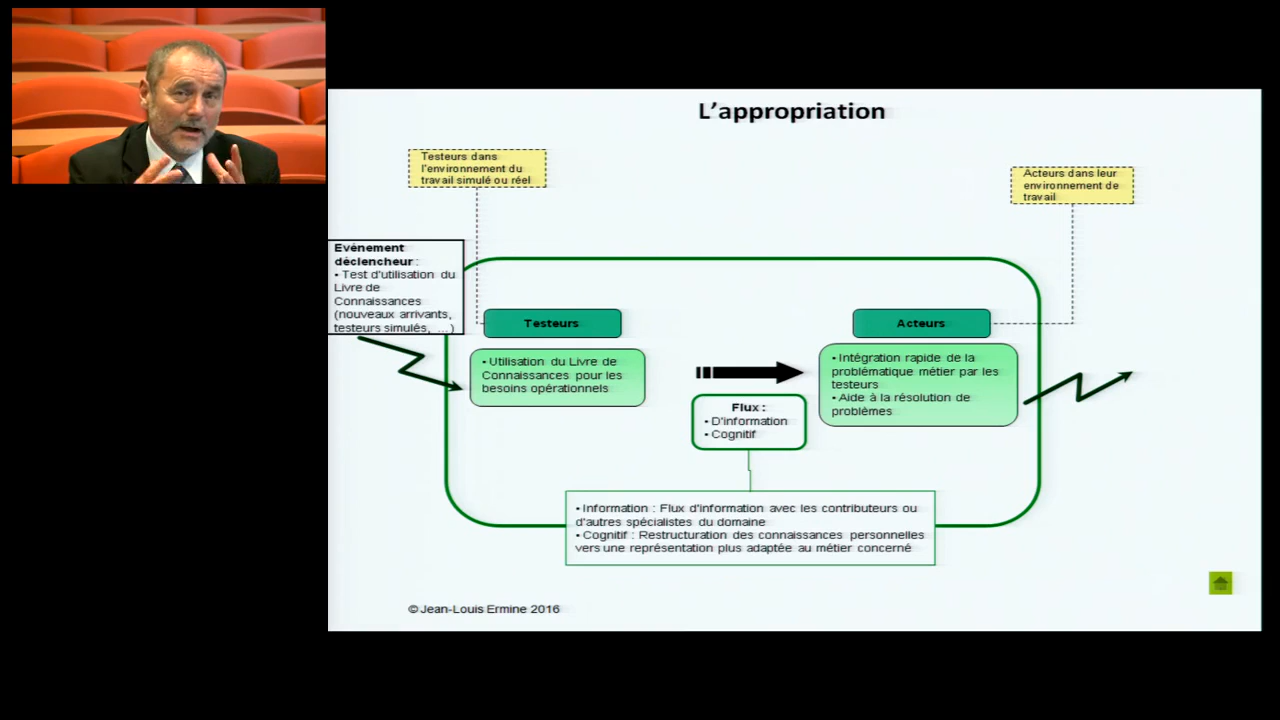 L'appropriation
Testeurs dans
l'environnement du
travail simulé ou réel
Acteurs dans leur
environnement de
travail
Evénement
déclencheur :
• Test d'utilisation du
Livre de
Connaissances
(nouveaux arrivants,
testeurs simulés, ...)
Testeurs
• Utilisation du Livre de
Connaissances pour les
besoins opérationnels
Flux :
• D'information
• Cognitif
Acteurs
• Intégration rapide de la
problématique métier par les
testeurs
• Aide à la résolution de
problèmes
• Information : Flux d'information avec les contributeurs ou
d'autres spécialistes du domaine
• Cognitif : Restructuration des connaissances personnelles
vers une représentation plus adaptée au métier concerné
© Jean-Louis Ermine 2016